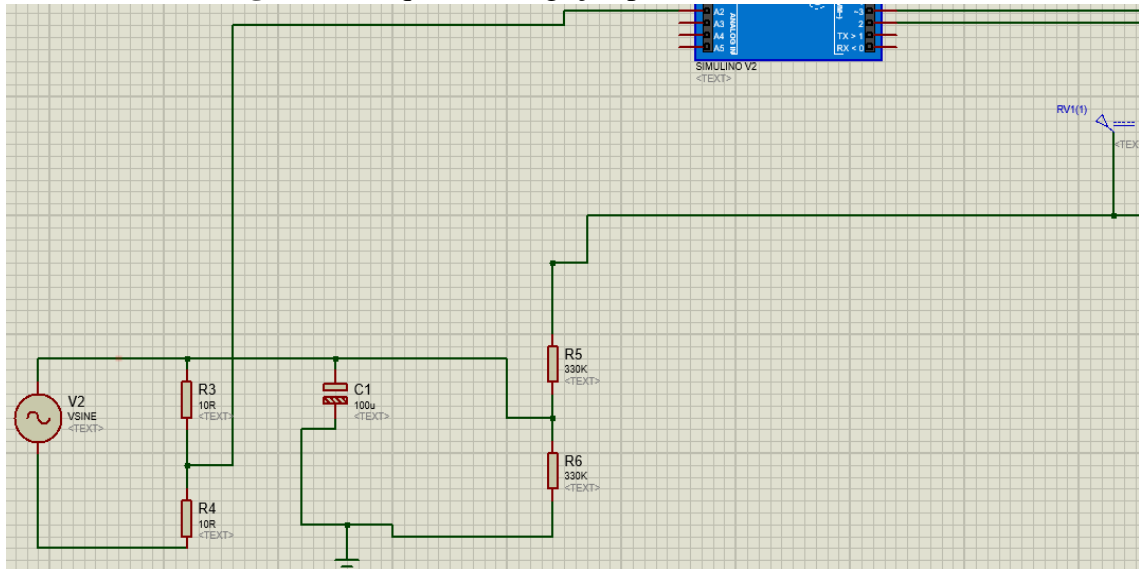 A2
A3
A4
A5
ANALOG IN
~3
2
TX > 1
RX < 0
SIMULINO V2
<TEXT>
RV1(1)
<TEX
R5
330K
<TEXT>
R3
10R
<TEXT>
C1
100u
<TEXT>
V2
VSINE
<TEXT>
R6
330K
<TEXT>
R4
10R
<TEXT>